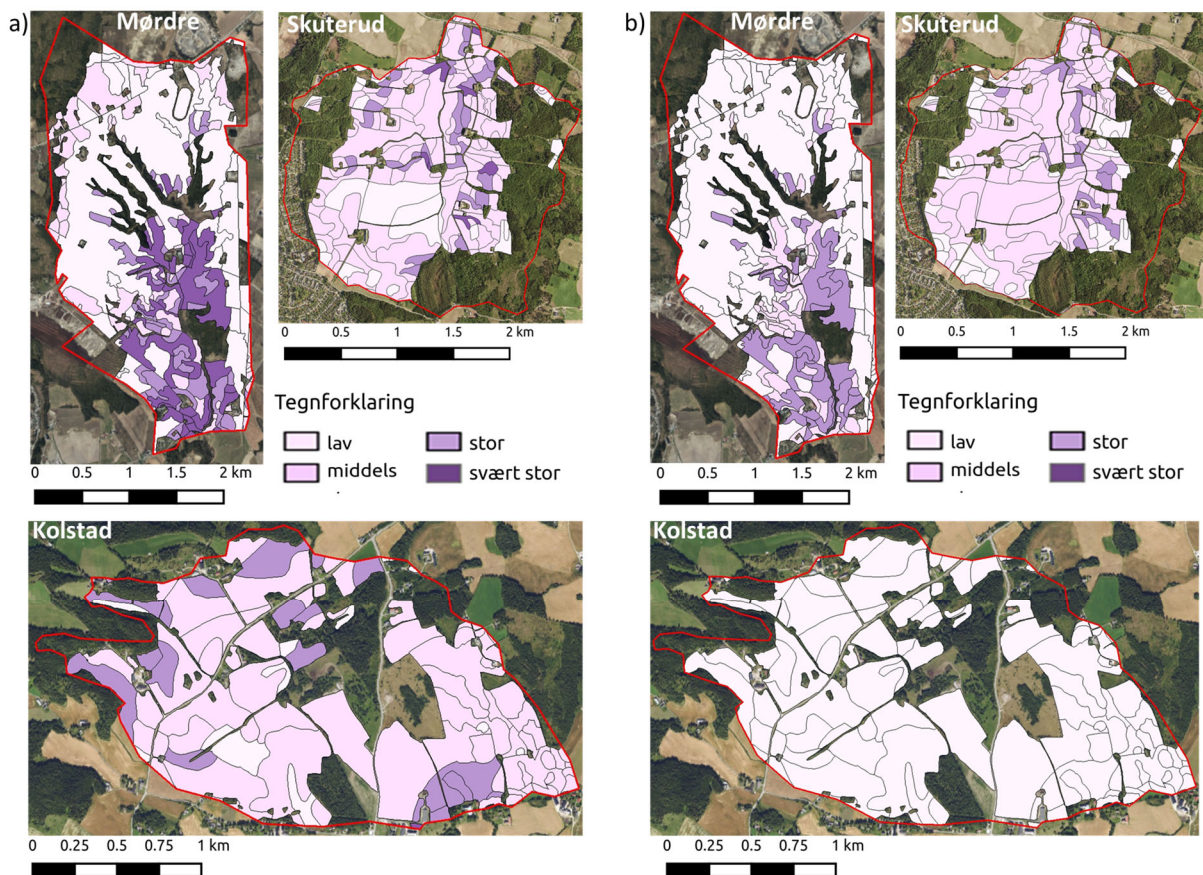 a)
Mørdre
Skuterud
0 0.5 1 1.5 2 km
Tegnforklaring
lav
stor
middels
svært stor
0 0.5 1 1.5 2 km
Kolstad
0 0.25 0.5 0.75 1 km
b)
Mørdre
Skuterud
0 0.5 1 1.5 2 km
Tegnforklaring
lav
stor
middels
svært stor
0 0.5 1 1.5 2 km
Kolstad
0 0.25 0.5 0.75 1 km